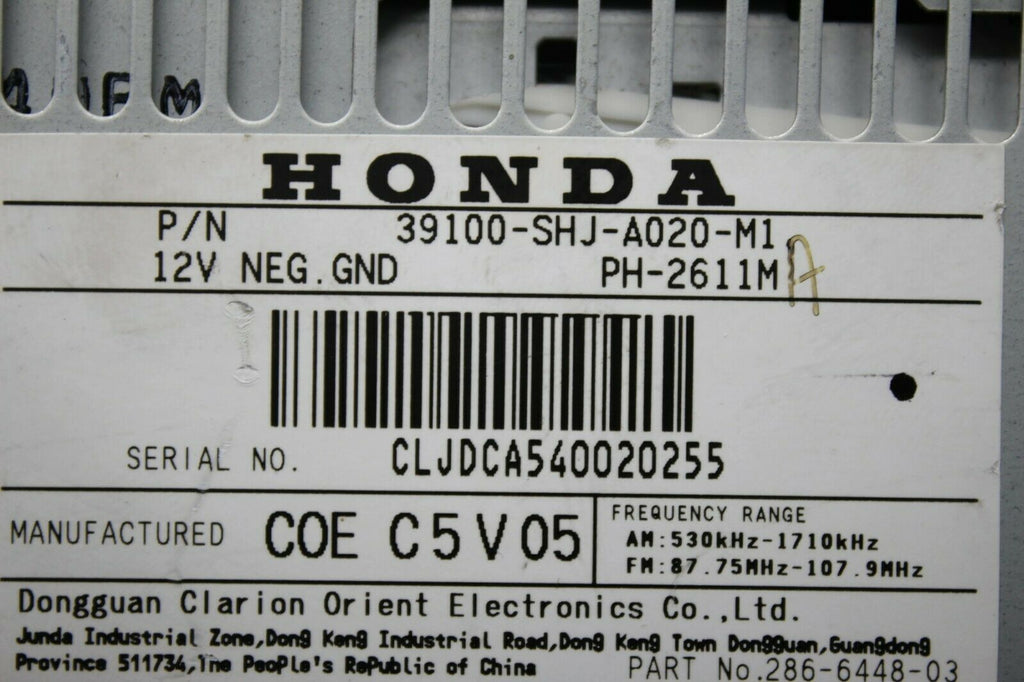 HONDA
P/N 39100-SHJ-A020-M1
12V NEG.GND PH-2611M A
SERIAL NO. CLJDCA540020255
MANUFACTURED COE C5V05
FREQUENCY RANGE
AM:530kHz-1710kHz
FM:87.75MHz-107.9MHz
Dongguan Clarion Orient Electronics Co.,Ltd.
Junda Industrial Zone,Dong Keng Industrial Road,Dong Keng Town Dongguan,Guangdong
Province 511734,The PeoPle's RePublic of China
PART No.286-6448-03